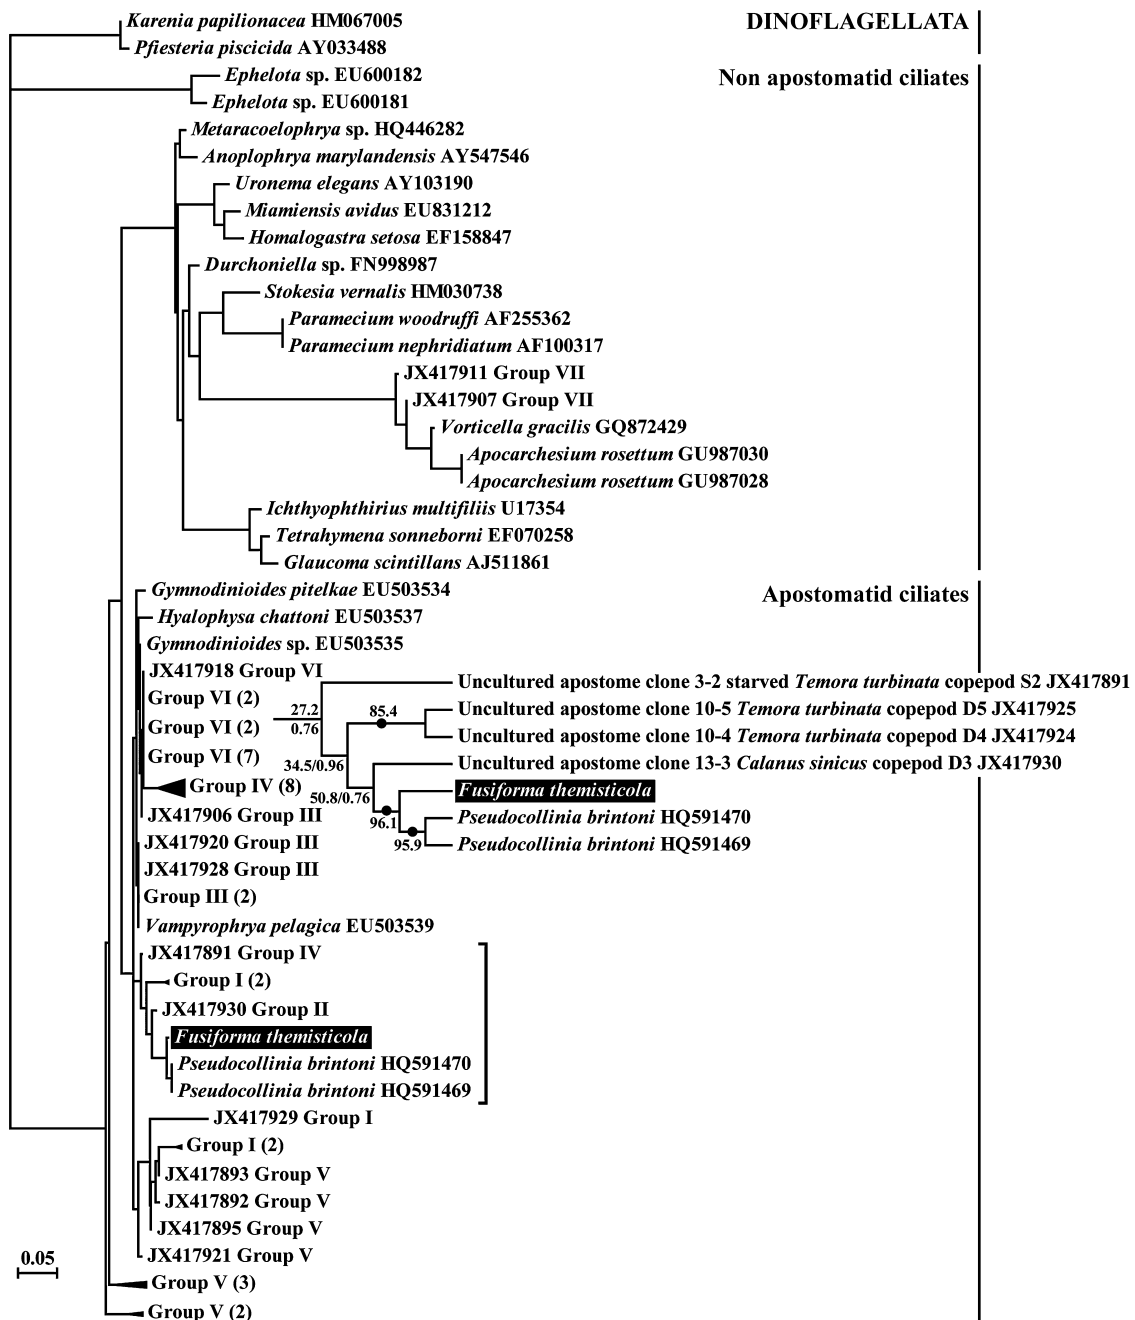 Karenia papilionacea HM067005
DINOFLAGELLATA
Pfiesteria piscicida AY033488
Ephelota sp. EU600182
Non apostomatid ciliates
Ephelota sp. EU600181
Metaracoelophrya sp. HQ446282
Anoplophrya marylandensis AY547546
Uronema elegans AY103190
Miamiensis avidus EU831212
Homalogastra setosa EF158847
Durchoniella sp. FN998987
Stokesia vernalis HM030738
Paramecium woodruffi AF255362
Paramecium nephridiatum AF100317
JX417911 Group VII
JX417907 Group VII
Vorticella gracilis GQ872429
Apocarchesium rosettum GU987030
Apocarchesium rosettum GU987028
Ichthyophthirius multifiliis U17354
Tetrahymena sonneborni EF070258
Glaucoma scintillans AJ511861
Gymnodinioides pitelkae EU503534
Apostomatid ciliates
Hyalophysa chattoni EU503537
Gymnodinioides sp. EU503535
JX417918 Group VI
Group VI (2)
Group VI (2)
Group VI (7)
Group IV (8)
JX417906 Group III
JX417920 Group III
JX417928 Group III
Group III (2)
Vampyrophrya pelagica EU503539
Uncultured apostome clone 3-2 starved Temora turbinata copepod S2 JX417891
Uncultured apostome clone 10-5 Temora turbinata copepod D5 JX417925
Uncultured apostome clone 10-4 Temora turbinata copepod D4 JX417924
Uncultured apostome clone 13-3 Calanus sinicus copepod D3 JX417930
Fusiforma themisticola
Pseudocollinia brintoni HQ591470
Pseudocollinia brintoni HQ591469
27.2
0.76
85.4
34.5/0.96
50.8/0.76
96.1
95.9
JX417891 Group IV
Group I (2)
JX417930 Group II
Fusiforma themisticola
Pseudocollinia brintoni HQ591470
Pseudocollinia brintoni HQ591469
JX417929 Group I
Group I (2)
JX417893 Group V
JX417892 Group V
JX417895 Group V
JX417921 Group V
0.05
Group V (3)
Group V (2)